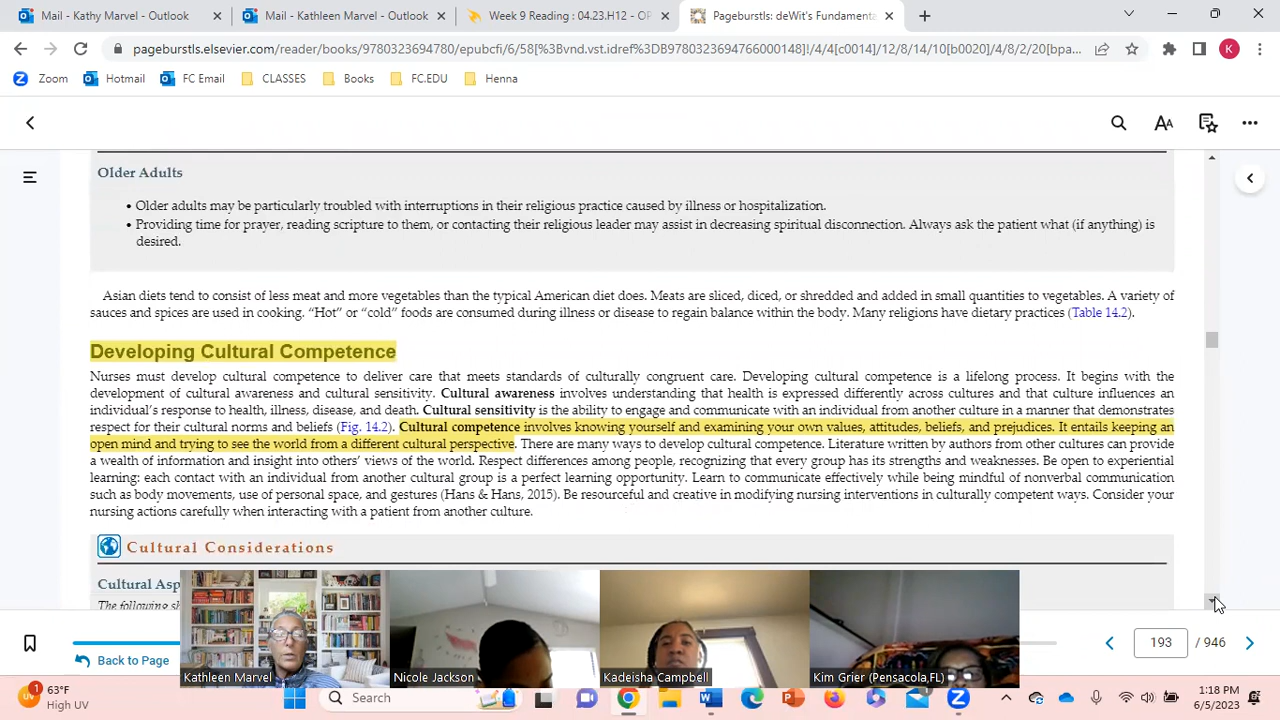 Mail - Kathy Marvel - Outlook
Mail - Kathleen Marvel - Outlook
Week 9 Reading : 04.23.H12 - OP
Pageburstls: deWit's Fundamenta
pageburstls.elsevier.com/reader/books/9780323694780/epubcfi/6/58[%3Bvnd.vst.idref%3DB9780323694780​6000148]!/4/4[c0014]/12/8/14/10[b0020]/4/8/2/20[bpa...
K
Zoom
Hotmail
FC Email
CLASSES
Books
FC.EDU
Henna
Older Adults
• Older adults may be particularly troubled with interruptions in their religious practice caused by illness or hospitalization.
• Providing time for prayer, reading scripture to them, or contacting their religious leader may assist in decreasing spiritual disconnection. Always ask the patient what (if anything) is
desired.
Asian diets tend to consist of less meat and more vegetables than the typical American diet does. Meats are sliced, diced, or shredded and added in small quantities to vegetables. A variety of
sauces and spices are used in cooking. “Hot” or “cold” foods are consumed during illness or disease to regain balance within the body. Many religions have dietary practices (Table 14.2).
Developing Cultural Competence
Nurses must develop cultural competence to deliver care that meets standards of culturally congruent care. Developing cultural competence is a lifelong process. It begins with the
development of cultural awareness and cultural sensitivity. Cultural awareness involves understanding that health is expressed differently across cultures and that culture influences an
individual's response to health, illness, disease, and death. Cultural sensitivity is the ability to engage and communicate with an individual from another culture in a manner that demonstrates
respect for their cultural norms and beliefs (Fig. 14.2). Cultural competence involves knowing yourself and examining your own values, attitudes, beliefs, and prejudices. It entails keeping an
open mind and trying to see the world from a different cultural perspective. There are many ways to develop cultural competence. Literature written by authors from other cultures can provide
a wealth of information and insight into others' views of the world. Respect differences among people, recognizing that every group has its strengths and weaknesses. Be open to experiential
learning: each contact with an individual from another cultural group is a perfect learning opportunity. Learn to communicate effectively while being mindful of nonverbal communication
such as body movements, use of personal space, and gestures (Hans & Hans, 2015). Be resourceful and creative in modifying nursing interventions in culturally competent ways. Consider your
nursing actions carefully when interacting with a patient from another culture.
Cultural Considerations
Cultural Asp
The following sh
Kathleen Marvel
Nicole Jackson
Kadeisha Campbell
Kim Grier (Pensacola,FL)
Back to Page
193 / 946
1
63°F
High UV
Search
1:18 PM
6/5/2023